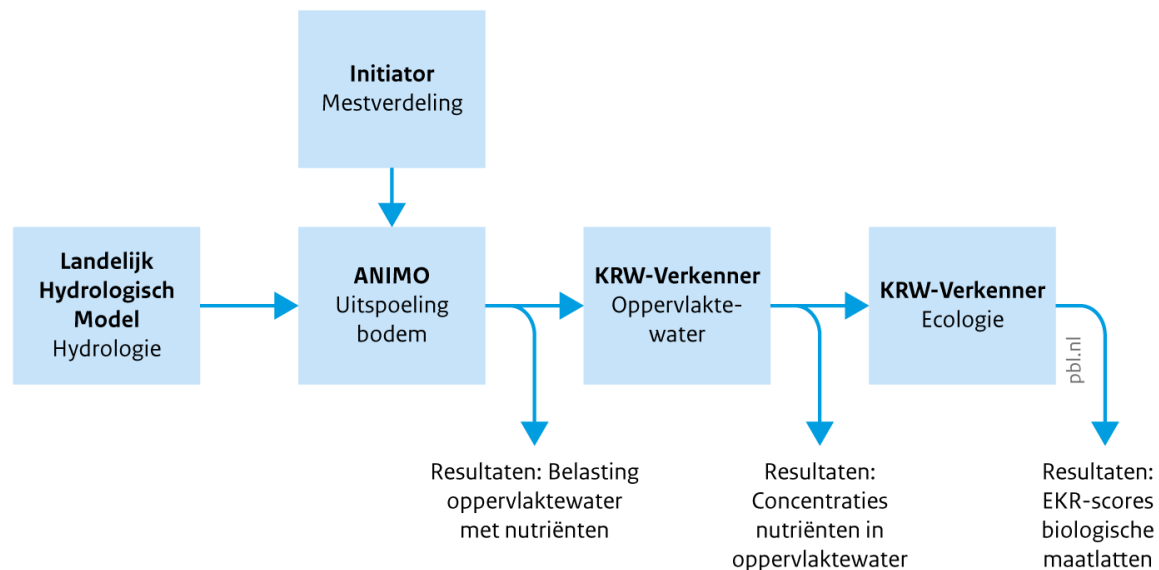 Initiator
Mestverdeling
Landelijk
Hydrologisch
Model
Hydrologie
ANIMO
Uitspoeling
bodem
KRW-Verkenner
Oppervlakte-
water
KRW-Verkenner
Ecologie
pbl.nl
Resultaten: Belasting
oppervlaktewater
met nutriënten
Resultaten:
Concentraties
nutriënten in
oppervlaktewater
Resultaten:
EKR-scores
biologische
maatlatten